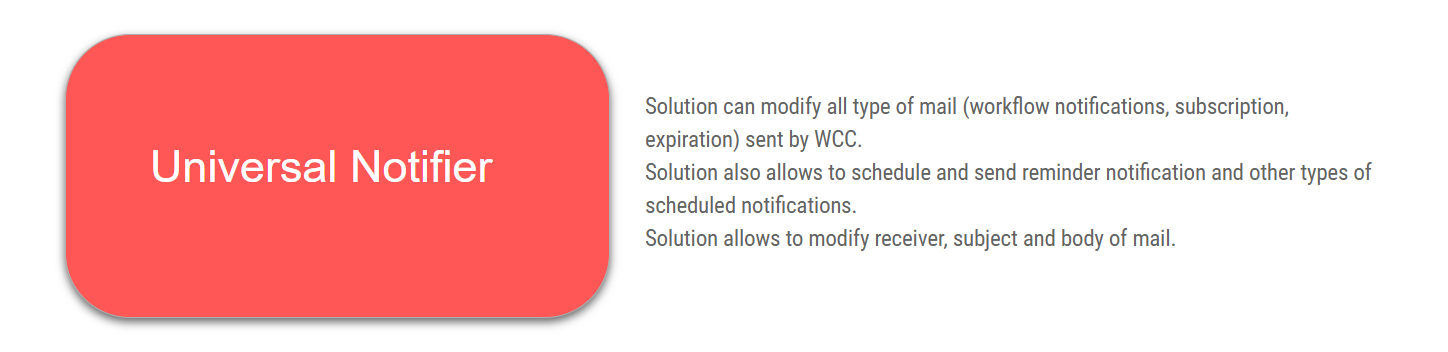 Universal Notifier
Solution can modify all type of mail (workflow notifications, subscription,
expiration) sent by WCC.
Solution also allows to schedule and send reminder notification and other types of
scheduled notifications.
Solution allows to modify receiver, subject and body of mail.